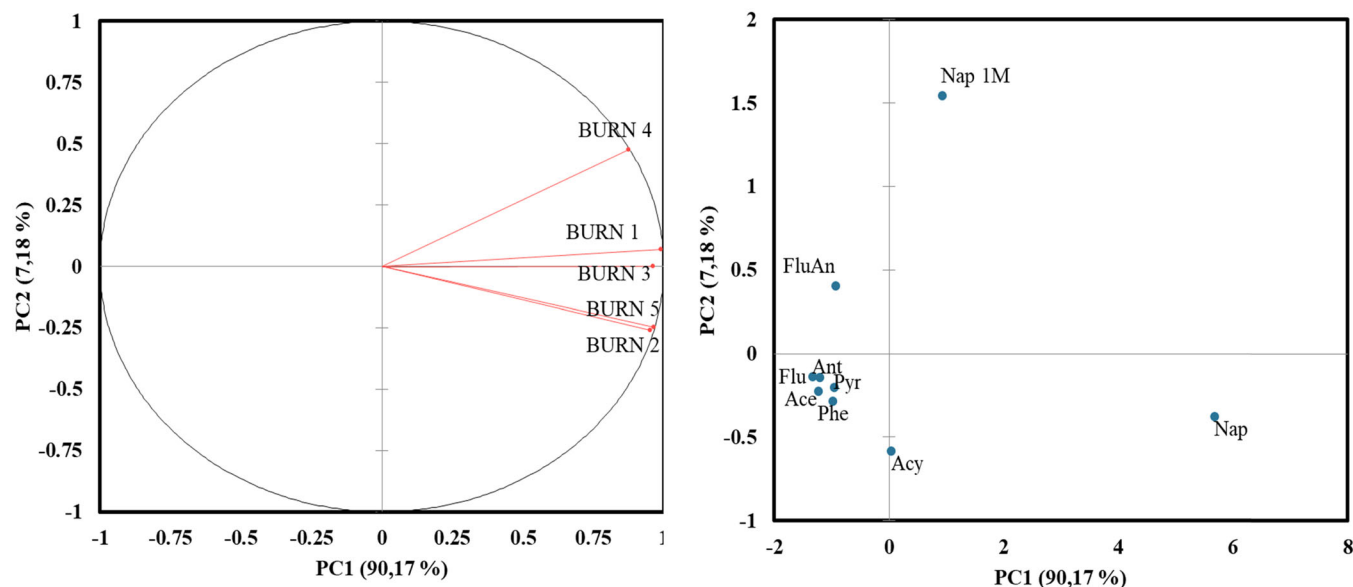 1
0.75
0.5
0.25
0
-0.25
-0.5
-0.75
-1
PC2 (7,18 %)
BURN 4
BURN 1
BURN 3
BURN 5
BURN 2
-1 -0.75 -0.5 -0.25 0 0.25 0.5 0.75 1
PC1 (90,17 %)
2
1.5
1
0.5
0
-0.5
-1
PC2 (7,18 %)
Nap 1M
FluAn
Flu Ant Pyr
Ace Phe
Nap
Acy
-2 0 2 4 6 8
PC1 (90,17 %)